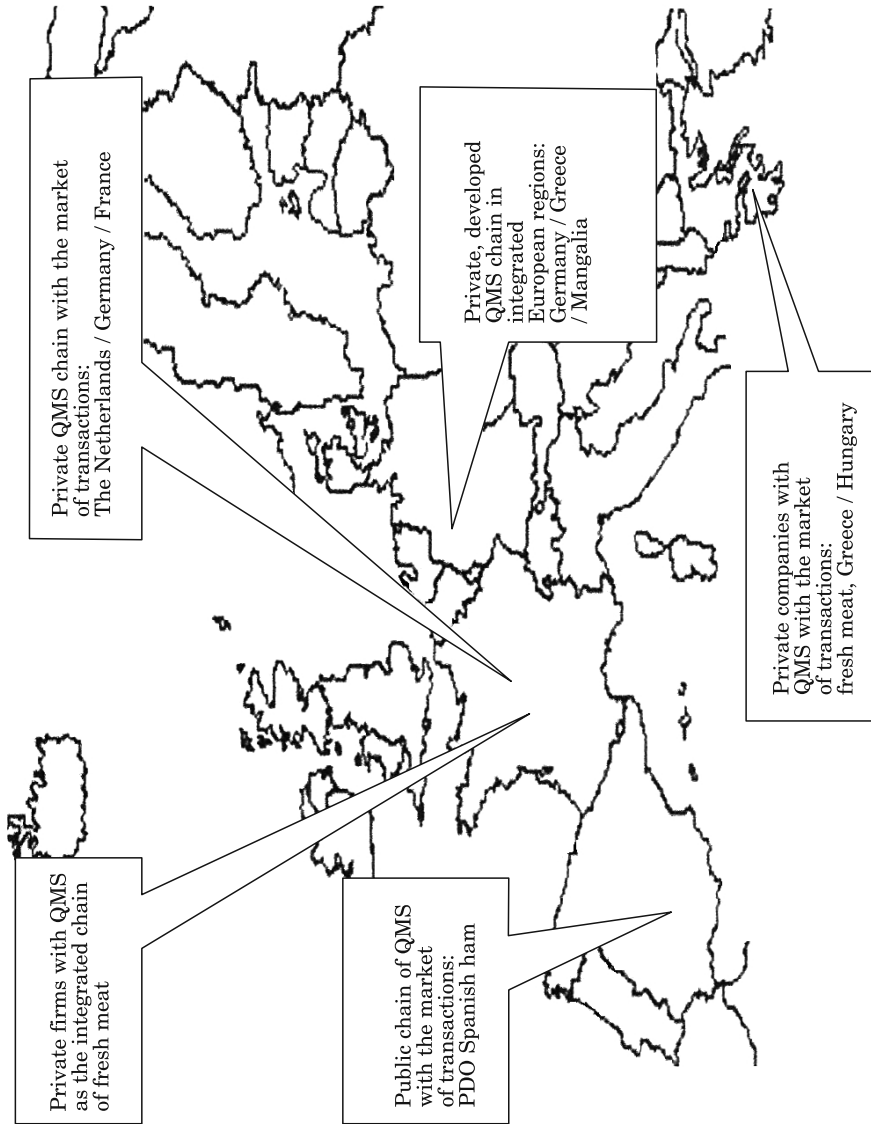 Private firms with QMS
as the integrated chain
of fresh meat
Private QMS chain with the market
of transactions:
The Netherlands / Germany / France
Public chain of QMS
with the market
of transactions:
PDO Spanish ham
Private, developed
QMS chain in
integrated
European regions:
Germany / Greece
/ Mangalia
Private companies with
QMS with the market
of transactions:
fresh meat, Greece / Hungary